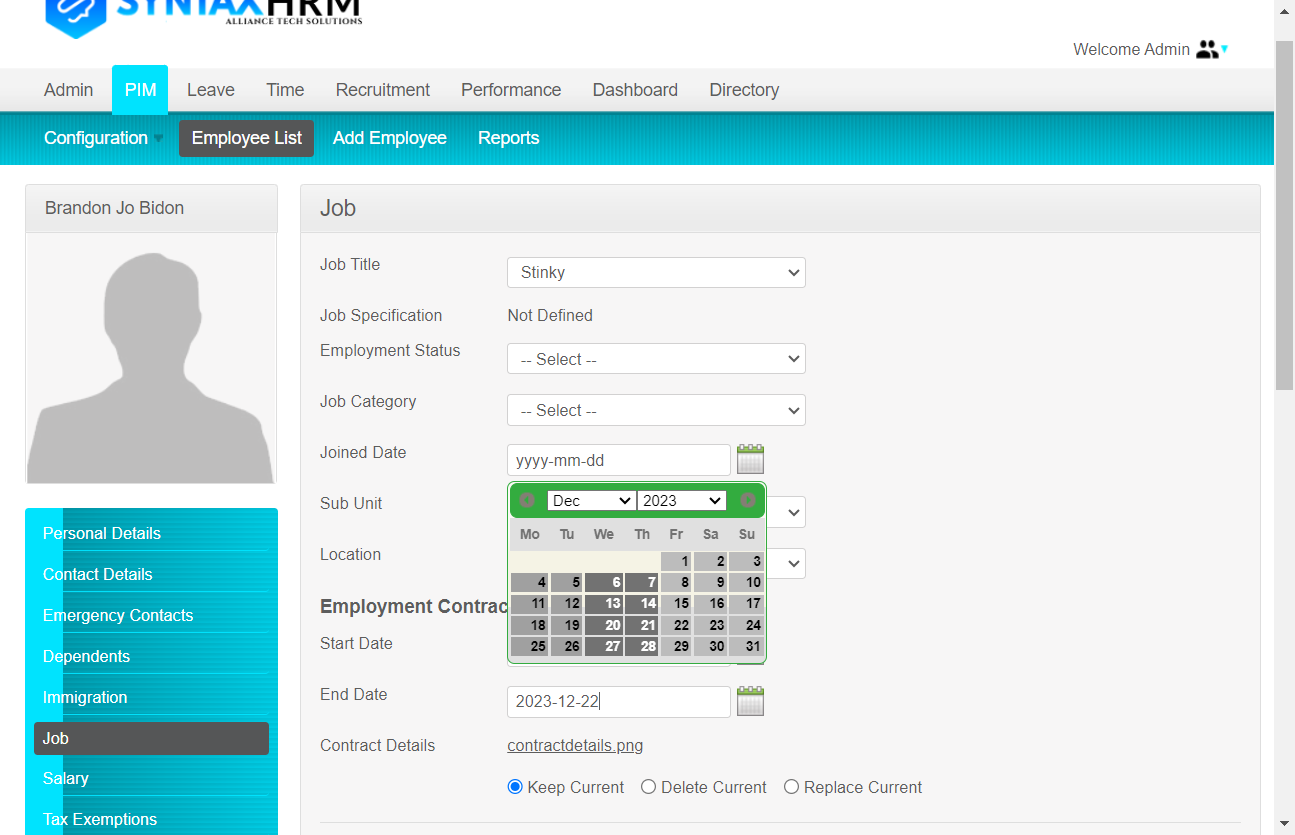 SYNTAXHRM
ALLIANCE TECH SOLUTIONS
Welcome Admin
Admin PIM Leave Time Recruitment Performance Dashboard Directory
Configuration Employee List Add Employee Reports
Brandon Jo Bidon
Job
Job Title Stinky
Job Specification Not Defined
Employment Status -- Select --
Job Category -- Select --
Joined Date yyyy-mm-dd
Sub Unit
Location
Dec 2023
Mo Tu We Th Fr Sa Su
1 2 3
4 5 6 7 8 9 10
11 12 13 14 15 16 17
18 19 20 21 22 23 24
25 26 27 28 29 30 31
Employment Contrac
Start Date
End Date 2023-12-22
Contract Details contractdetails.png
Keep Current Delete Current Replace Current
Personal Details
Contact Details
Emergency Contacts
Dependents
Immigration
Job
Salary
Tax Exemptions